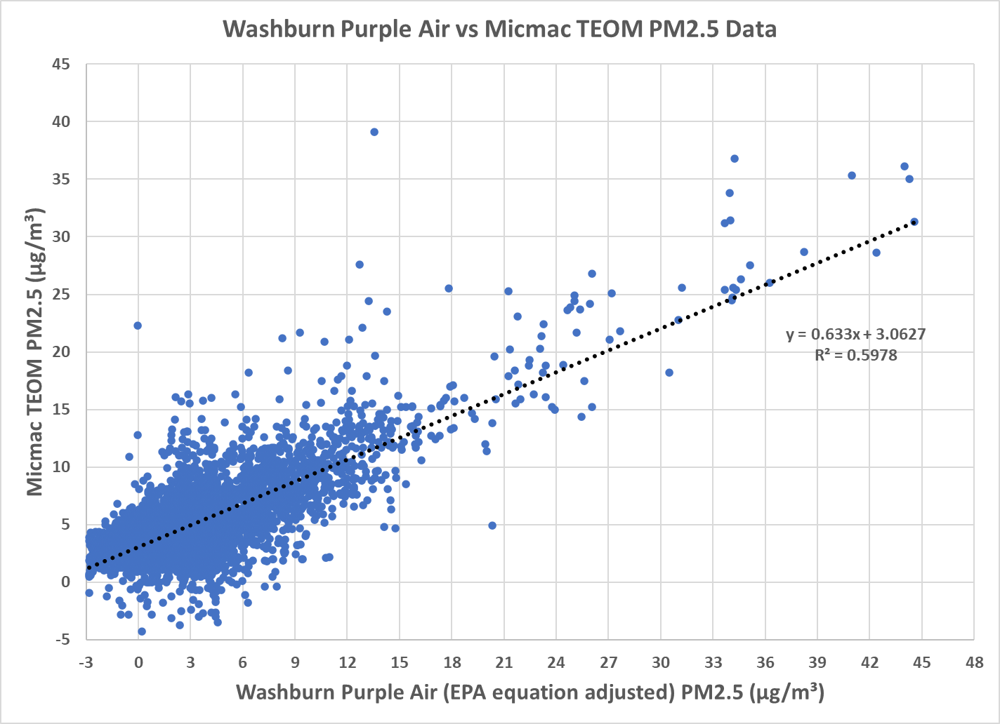 Washburn Purple Air vs Micmac TEOM PM2.5 Data
Micmac TEOM PM2.5 (µg/m³)
45
40
35
30
25
20
15
10
5
0
-5
y = 0.633x + 3.0627
R² = 0.5978
-3 0 3 6 9 12 15 18 21 24 27 30 33 36 39 42 45 48
Washburn Purple Air (EPA equation adjusted) PM2.5 (µg/m³)